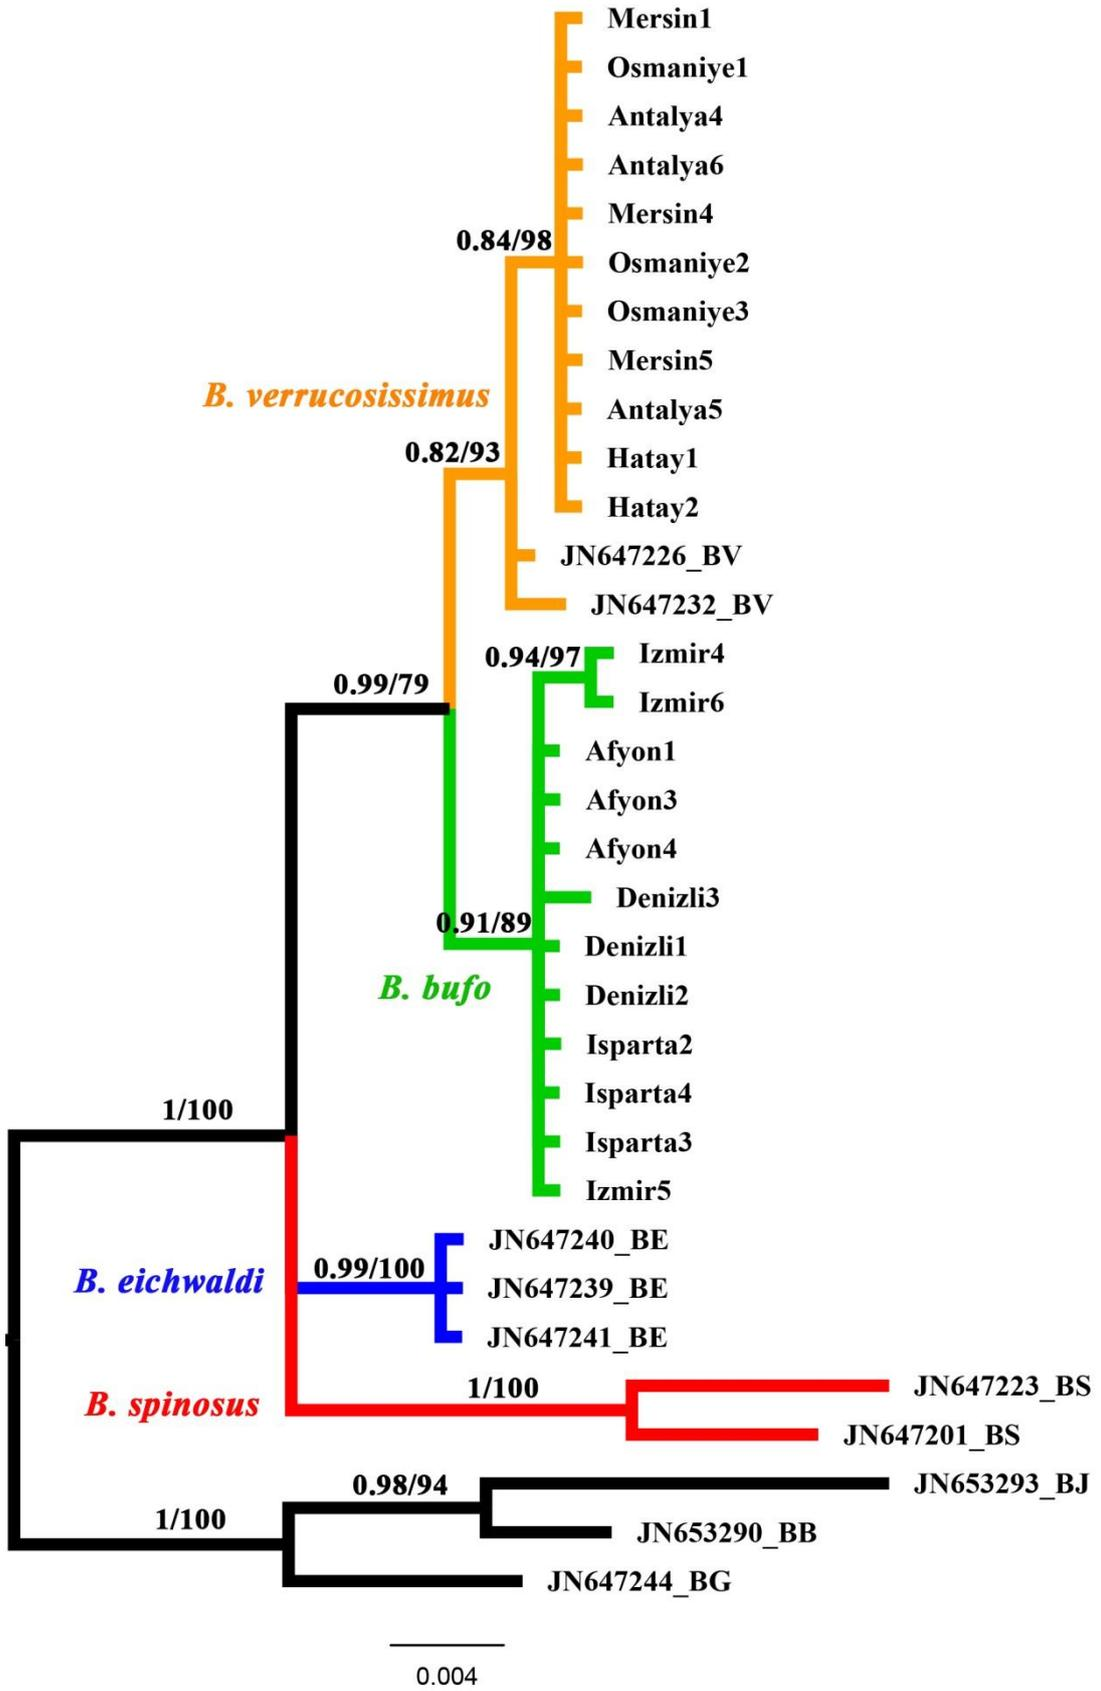 Mersin1
Osmaniye1
Antalya4
Antalya6
Mersin4
0.84/98
Osmaniye2
Osmaniye3
Mersin5
B. verrucosissimus
Antalya5
0.82/93
Hatay1
Hatay2
JN647226_BV
JN647232_BV
0.94/97
Izmir4
0.99/79
Izmir6
Afyon1
Afyon3
Afyon4
Denizli3
0.91/89
Denizli1
B. bufo
Denizli2
Isparta2
Isparta4
1/100
Isparta3
Izmir5
JN647240_BE
B. eichwaldi
0.99/100
JN647239_BE
JN647241_BE
1/100
JN647223_BS
B. spinosus
JN647201_BS
0.98/94
JN653293_BJ
1/100
JN653290_BB
JN647244_BG
0.004